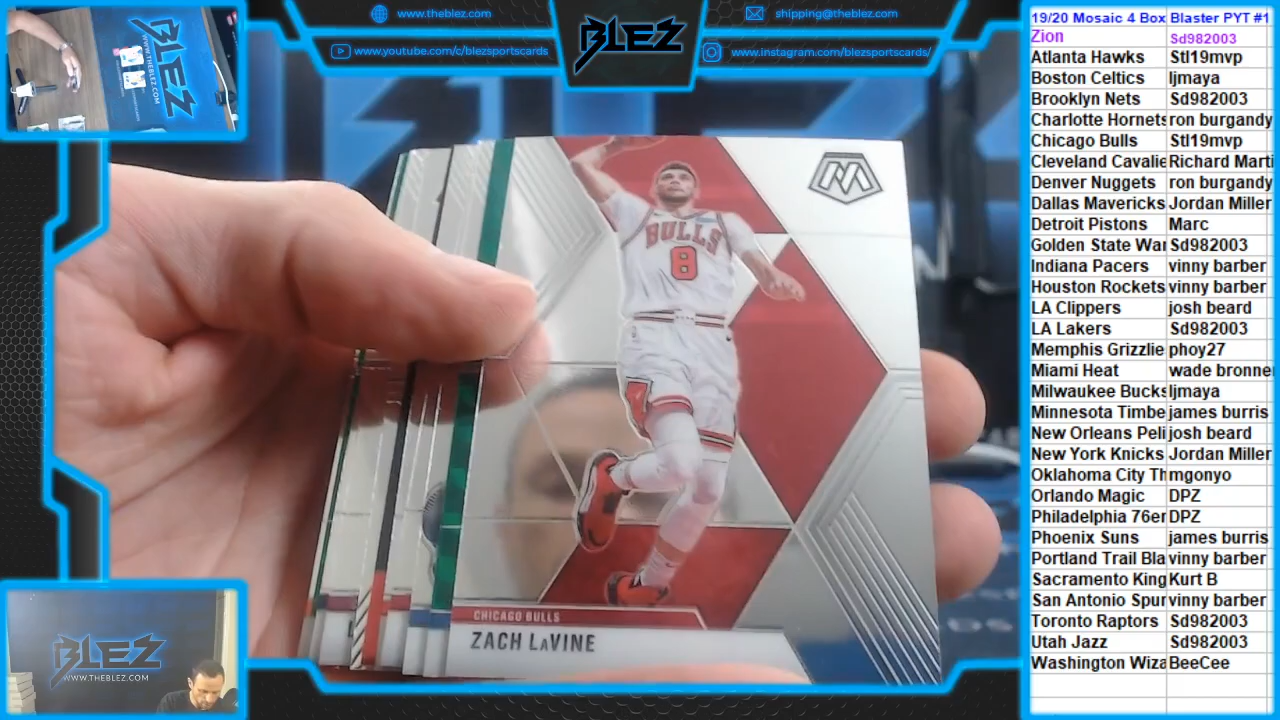 www.theblez.com
shipping@theblez.com
www.youtube.com/c/blezsportscards
www.instagram.com/blezsportscards/
BLEZ
BLEZ
WWW.THEBLEZ.COM
BULLS
8
CHICAGO BULLS
ZACH LAVINE
BLEZ
WWW.THEBLEZ.COM
19/20 Mosaic 4 Box Blaster PYT #1
Zion Sd982003
Atlanta Hawks Stl19mvp
Boston Celtics ljmaya
Brooklyn Nets Sd982003
Charlotte Hornets ron burgandy
Chicago Bulls Stl19mvp
Cleveland Cavalie Richard Marti
Denver Nuggets ron burgandy
Dallas Mavericks Jordan Miller
Detroit Pistons Marc
Golden State War Sd982003
Indiana Pacers vinny barber
Houston Rockets vinny barber
LA Clippers josh beard
LA Lakers Sd982003
Memphis Grizzlie phoy27
Miami Heat wade bronne
Milwaukee Bucks ljmaya
Minnesota Timbe james burris
New Orleans Peli josh beard
New York Knicks Jordan Miller
Oklahoma City Th mgonyo
Orlando Magic DPZ
Philadelphia 76er DPZ
Phoenix Suns james burris
Portland Trail Bla vinny barber
Sacramento King Kurt B
San Antonio Spur vinny barber
Toronto Raptors Sd982003
Utah Jazz Sd982003
Washington Wiza BeeCee